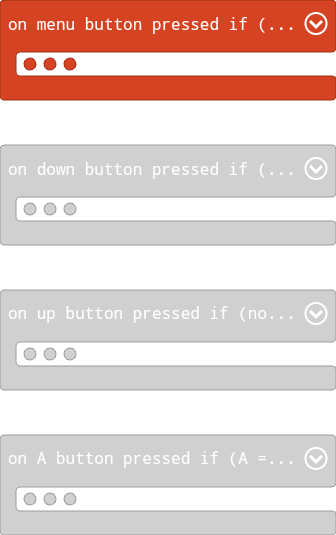 on menu button pressed if (...
on down button pressed if (...
on up button pressed if (no...
on A button pressed if (A =...